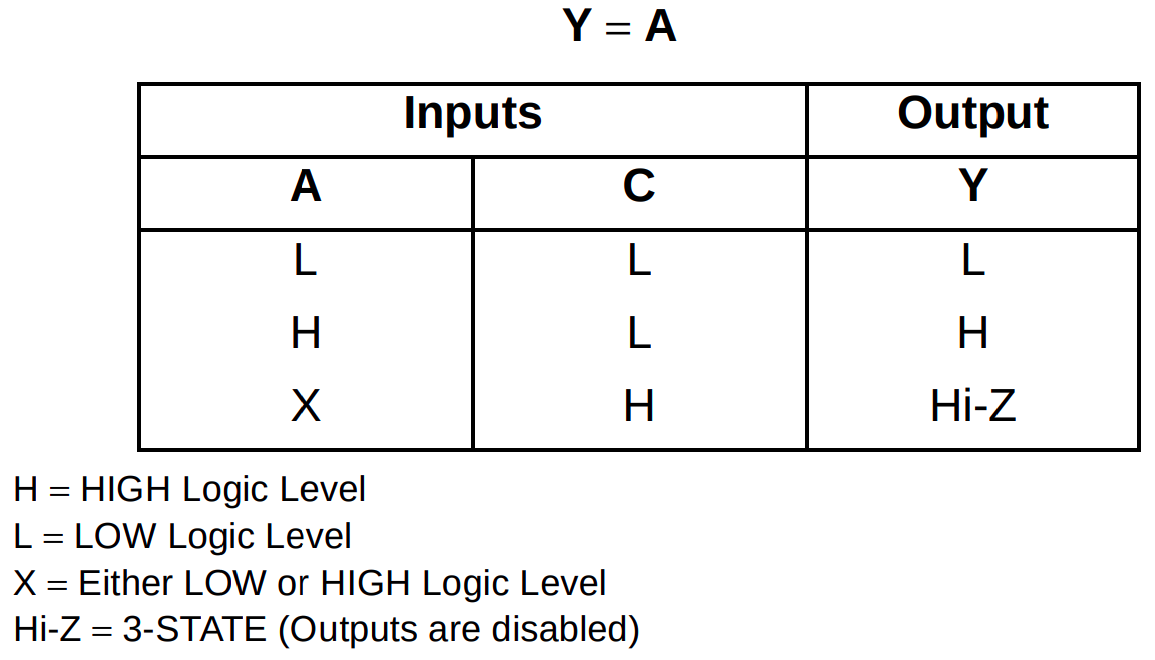 Y = A
Inputs Output
A C Y
L L L
H L H
X H Hi-Z
H = HIGH Logic Level
L = LOW Logic Level
X = Either LOW or HIGH Logic Level
Hi-Z = 3-STATE (Outputs are disabled)